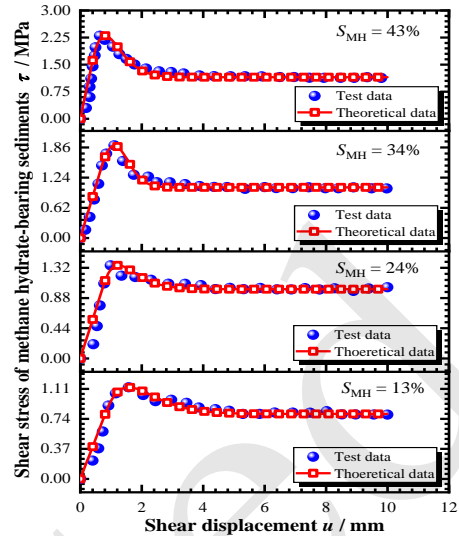 Shear stress of methane hydrate-bearing sediments τ / MPa
3.00
2.25
1.50
0.75
0.00
S_MH = 43%
Test data
Theoretical data
1.86
1.24
0.62
0.00
S_MH = 34%
Test data
Theoretical data
1.32
0.88
0.44
0.00
S_MH = 24%
Test data
Thoeretical data
1.11
0.74
0.37
0.00
S_MH = 13%
Test data
Thoeretical data
0 2 4 6 8 10 12
Shear displacement u / mm